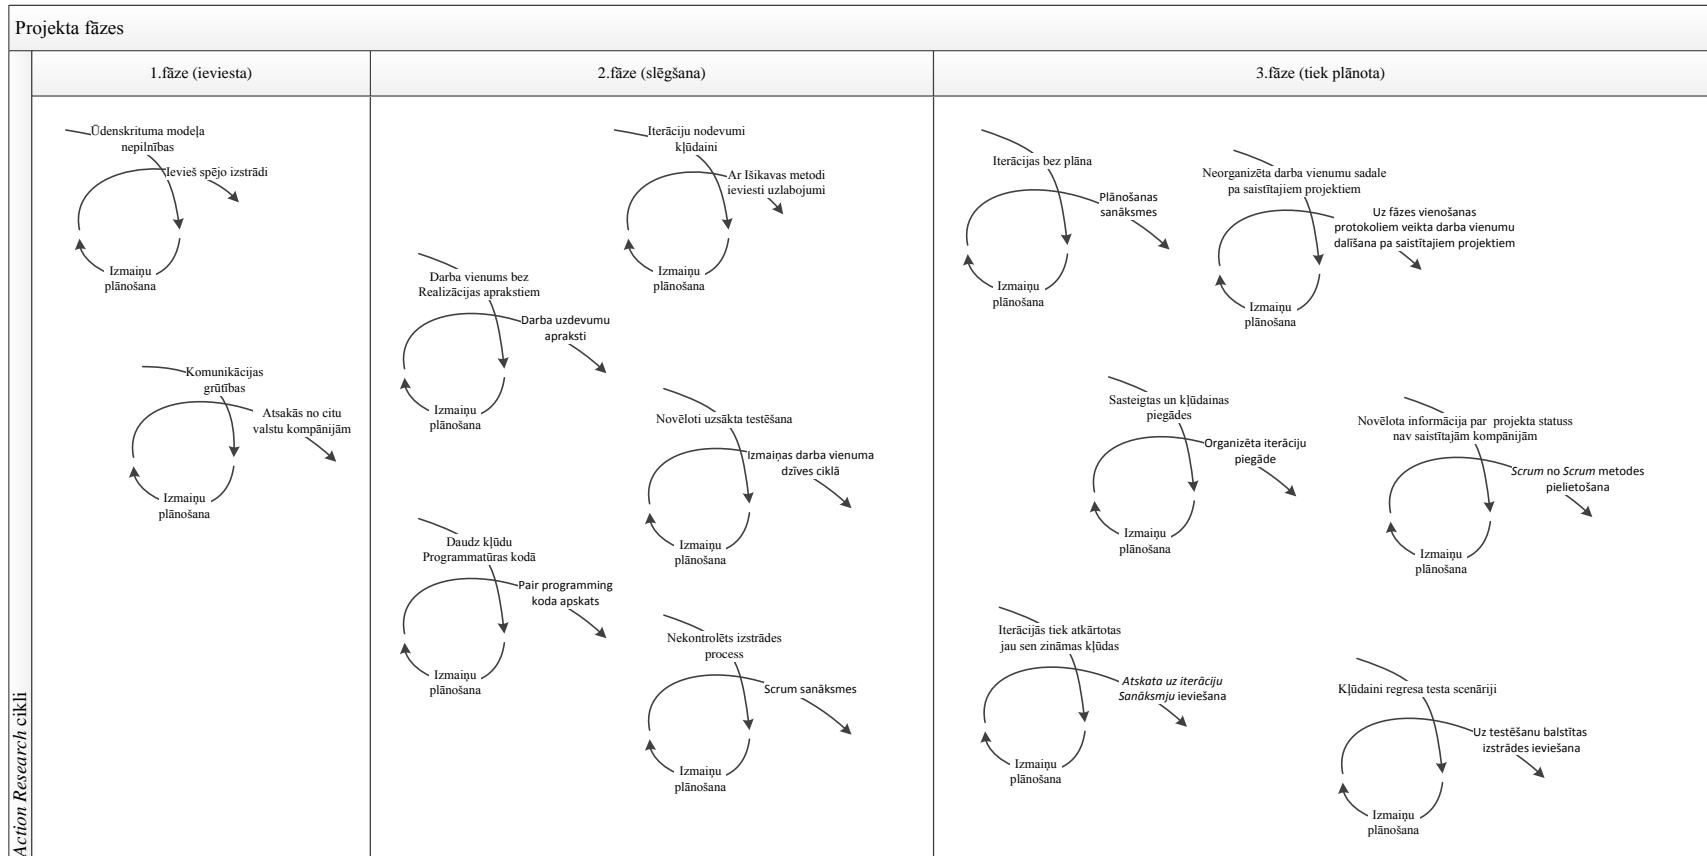 Projekta fāzes
1.fāze (ieviesta)
2.fāze (slēgšana)
3.fāze (tiek plānota)
Action Research cikli
Ūdenskrituma modeļa
nepilnības
Ievieš spējo izstrādi
Izmaiņu
plānošana
Komunikācijas
grūtības
Atsakās no citu
valstu kompānijām
Izmaiņu
plānošana
Iterāciju nodevumi
kļūdaini
Ar Išikavas metodi
ieviesti uzlabojumi
Izmaiņu
plānošana
Darba vienums bez
Realizācijas aprakstiem
Darba uzdevumu
apraksti
Izmaiņu
plānošana
Novēloti uzsākta testēšana
Izmaiņas darba vienuma
dzīves ciklā
Izmaiņu
plānošana
Daudz kļūdu
Programmatūras kodā
Pair programming
koda apskats
Izmaiņu
plānošana
Nekontrolēts izstrādes
process
Scrum sanāksmes
Izmaiņu
plānošana
Iterācijas bez plāna
Plānošanas
sanāksmes
Izmaiņu
plānošana
Neorganizēta darba vienumu sadale
pa saistītajiem projektiem
Uz fāzes vienošanas
protokoliem veikta darba vienumu
dalīšana pa saistītajiem projektiem
Izmaiņu
plānošana
Sasteigtas un kļūdainas
piegādes
Organizēta iterāciju
piegāde
Izmaiņu
plānošana
Novēlota informācija par projekta statuss
nav saistītajām kompānijām
Scrum no Scrum metodes
pielietošana
Izmaiņu
plānošana
Iterācijās tiek atkārtotas
jau sen zināmas kļūdas
Atskata uz iterāciju
Sanāksmju ieviešana
Izmaiņu
plānošana
Kļūdaini regresa testa scenāriji
Uz testēšanu balstītas
izstrādes ieviešana
Izmaiņu
plānošana